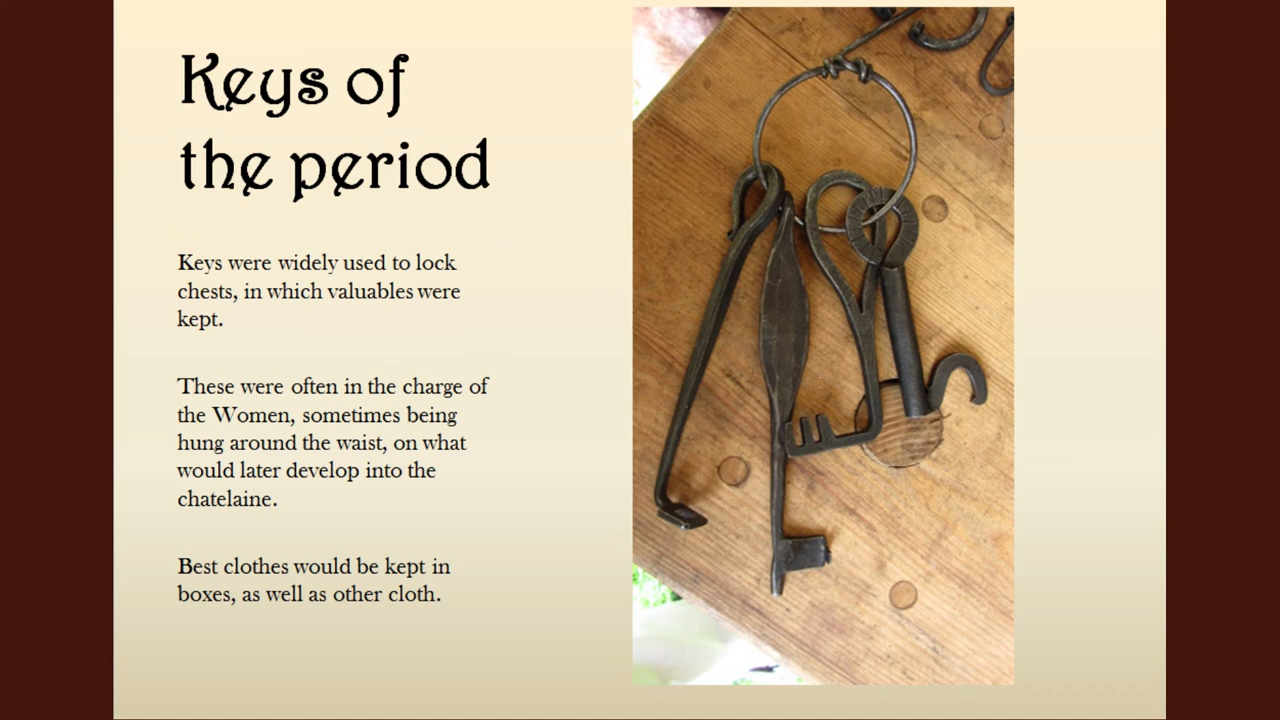 Keys of
the period
Keys were widely used to lock
chests, in which valuables were
kept.
These were often in the charge of
the Women, sometimes being
hung around the waist, on what
would later develop into the
chatelaine.
Best clothes would be kept in
boxes, as well as other cloth.